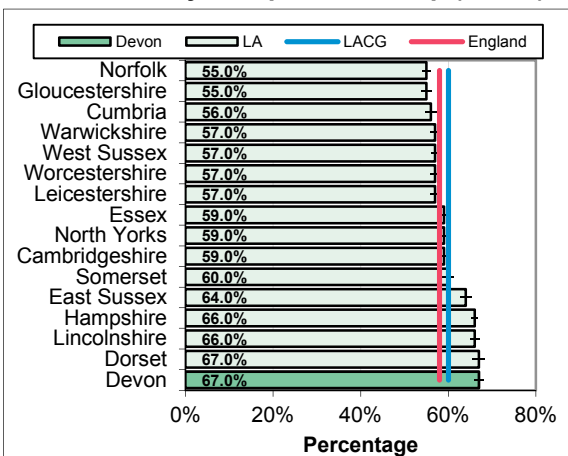 Devon LA LACG England
Norfolk 55.0%
Gloucestershire 55.0%
Cumbria 56.0%
Warwickshire 57.0%
West Sussex 57.0%
Worcestershire 57.0%
Leicestershire 57.0%
Essex 59.0%
North Yorks 59.0%
Cambridgeshire 59.0%
Somerset 60.0%
East Sussex 64.0%
Hampshire 66.0%
Lincolnshire 66.0%
Dorset 67.0%
Devon 67.0%
0% 20% 40% 60% 80%
Percentage